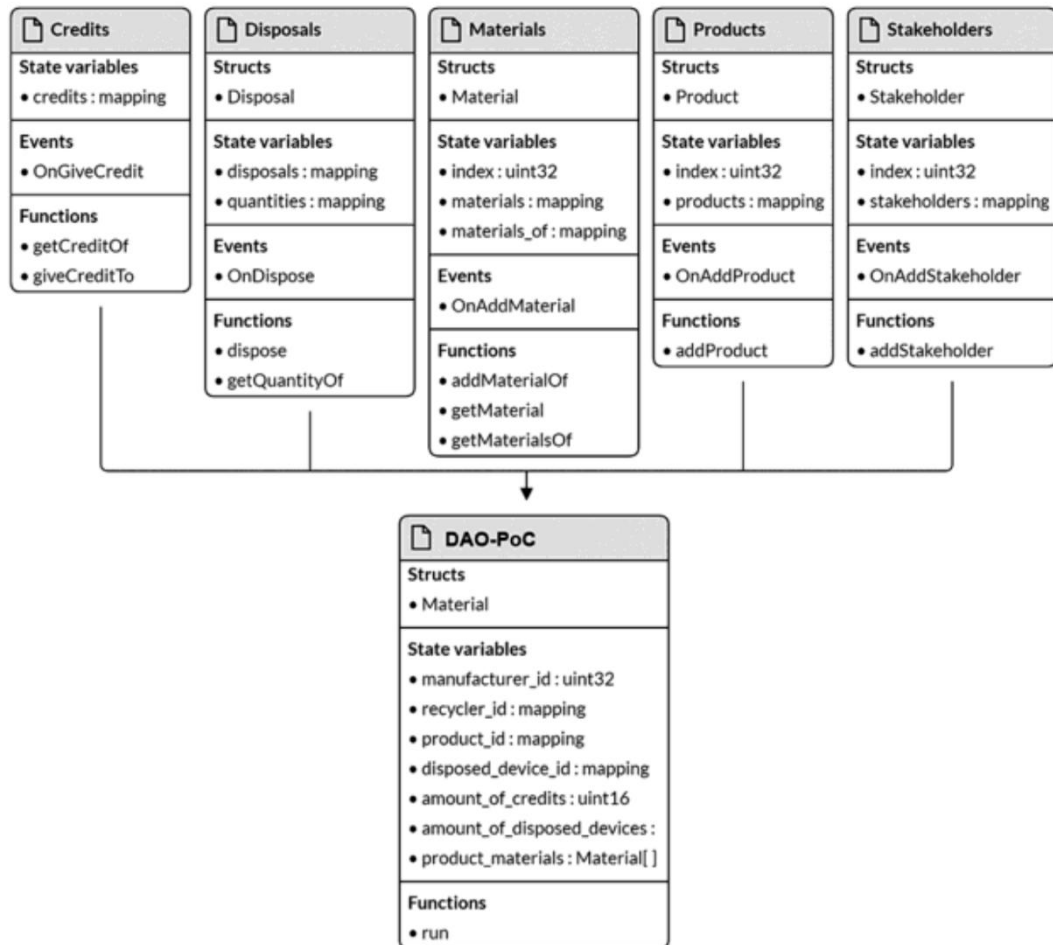 Credits
State variables
• credits : mapping
Events
• OnGiveCredit
Functions
• getCreditOf
• giveCreditTo
Disposals
Structs
• Disposal
State variables
• disposals : mapping
• quantities : mapping
Events
• OnDispose
Functions
• dispose
• getQuantityOf
Materials
Structs
• Material
State variables
• index : uint32
• materials : mapping
• materials_of : mapping
Events
• OnAddMaterial
Functions
• addMaterialOf
• getMaterial
• getMaterialsOf
Products
Structs
• Product
State variables
• index : uint32
• products : mapping
Events
• OnAddProduct
Functions
• addProduct
Stakeholders
Structs
• Stakeholder
State variables
• index : uint32
• stakeholders : mapping
Events
• OnAddStakeholder
Functions
• addStakeholder
DAO-PoC
Structs
• Material
State variables
• manufacturer_id : uint32
• recycler_id : mapping
• product_id : mapping
• disposed_device_id : mapping
• amount_of_credits : uint16
• amount_of_disposed_devices :
• product_materials : Material[ ]
Functions
• run